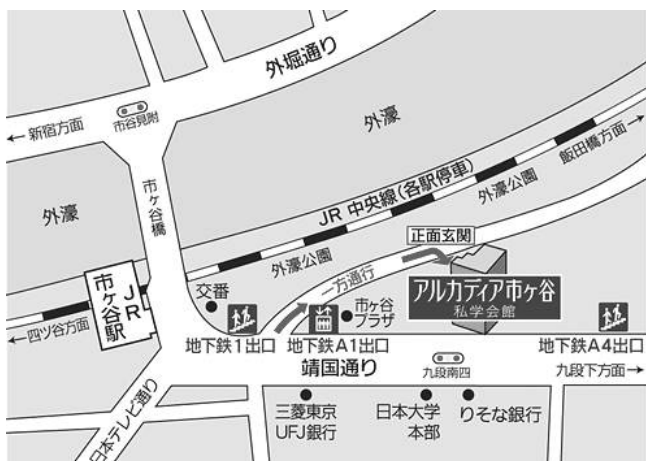 外堀通り
市谷見附
←新宿方面
外濠
飯田橋方面→
市ヶ谷橋
JR 中央線(各駅停車)
外濠公園
外濠
正面玄関
外濠公園
一方通行
アルカディア市ヶ谷
私学会館
JR
市ヶ谷駅
交番
市ヶ谷
プラザ
←四ツ谷方面
地下鉄1出口
地下鉄A1出口
地下鉄A4出口
靖国通り
九段南四
九段下方面→
日本テレビ通り
三菱東京
UFJ銀行
日本大学
本部
りそな銀行